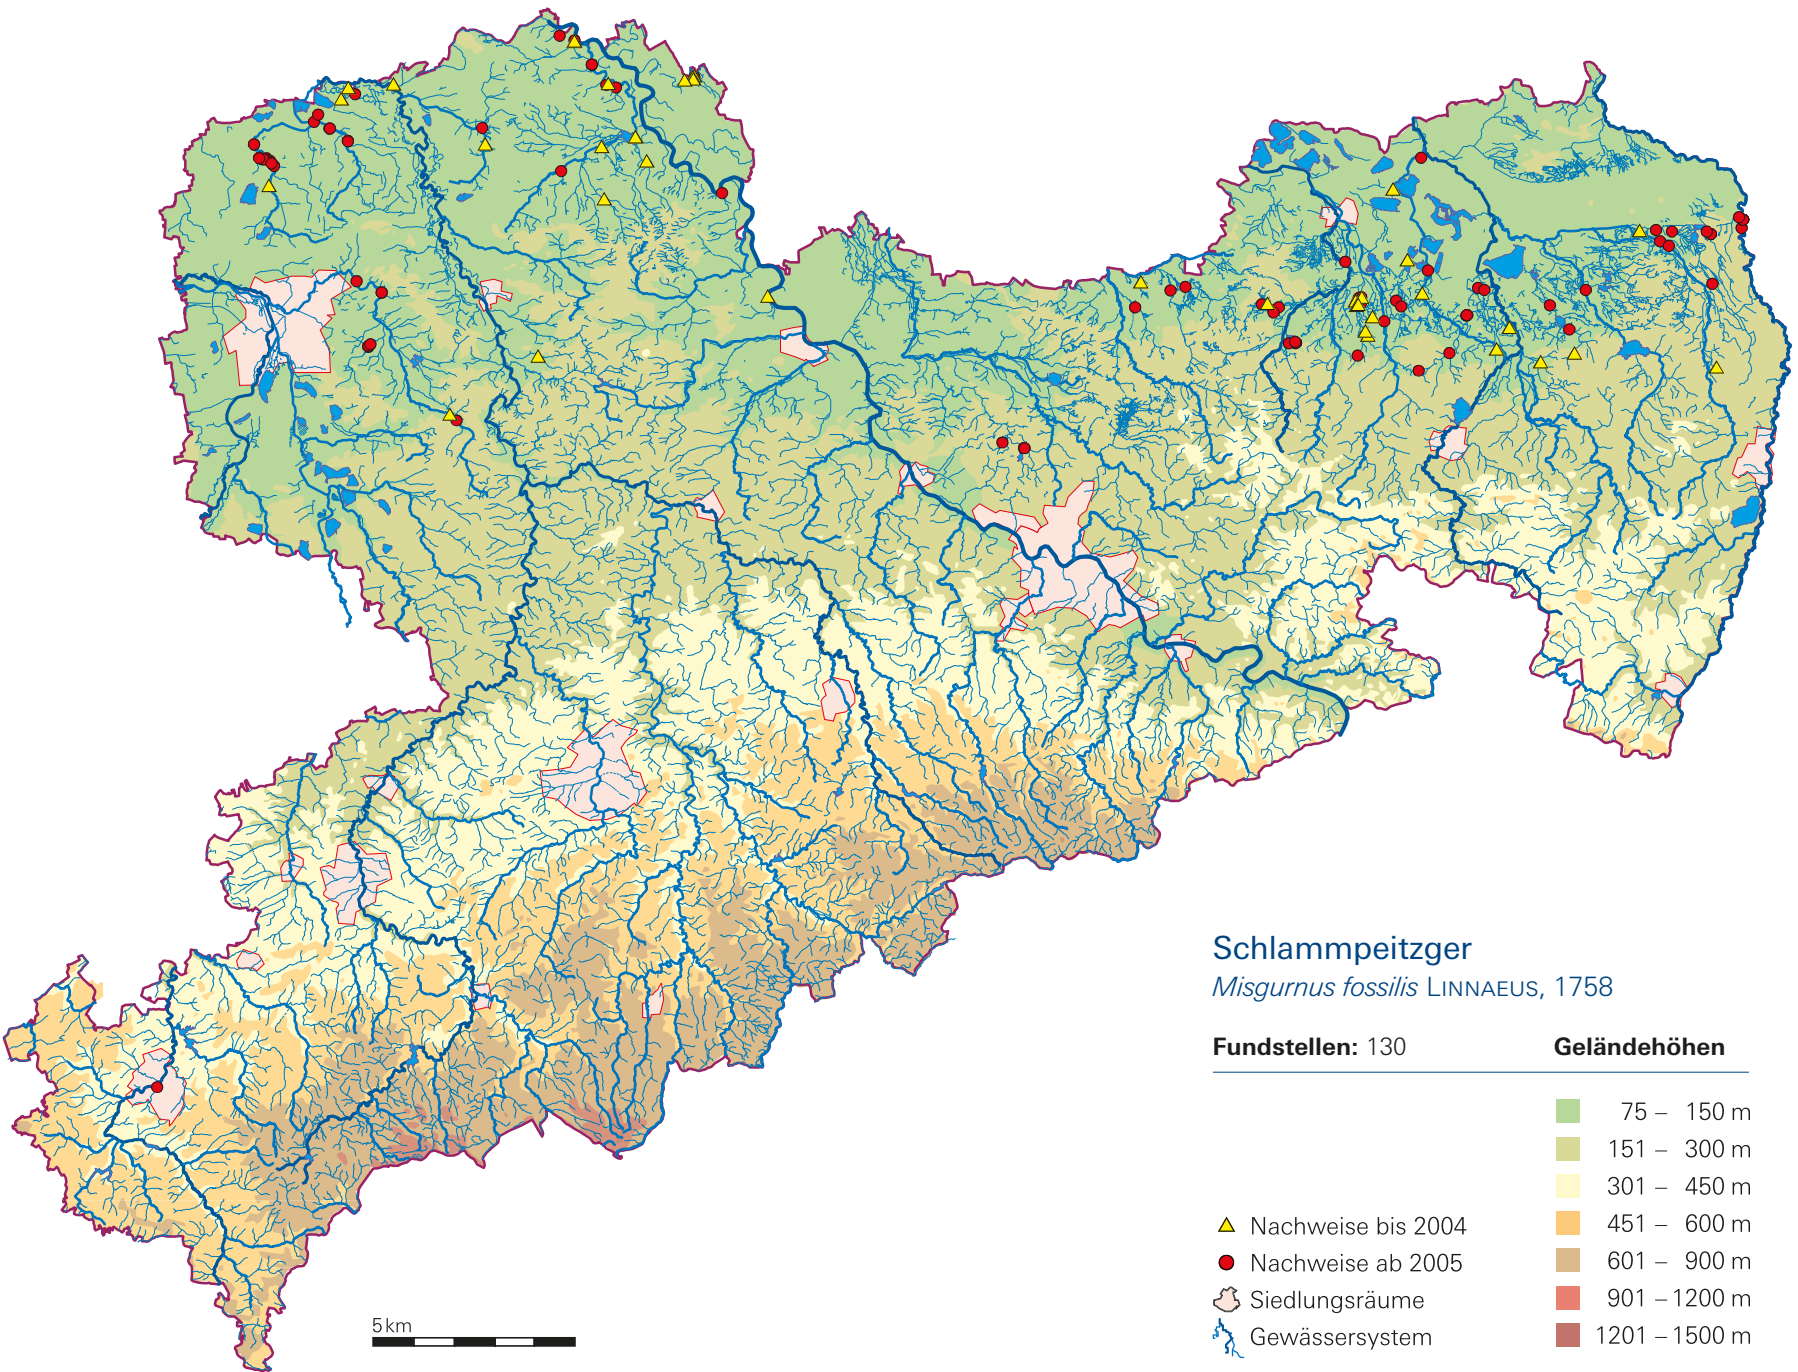 Schlammpeitzger
Misgurnus fossilis LINNAEUS, 1758
Fundstellen: 130
Geländehöhen
75 – 150 m
151 – 300 m
301 – 450 m
451 – 600 m
601 – 900 m
901 – 1200 m
1201 – 1500 m
Nachweise bis 2004
Nachweise ab 2005
Siedlungsräume
Gewässersystem
5 km